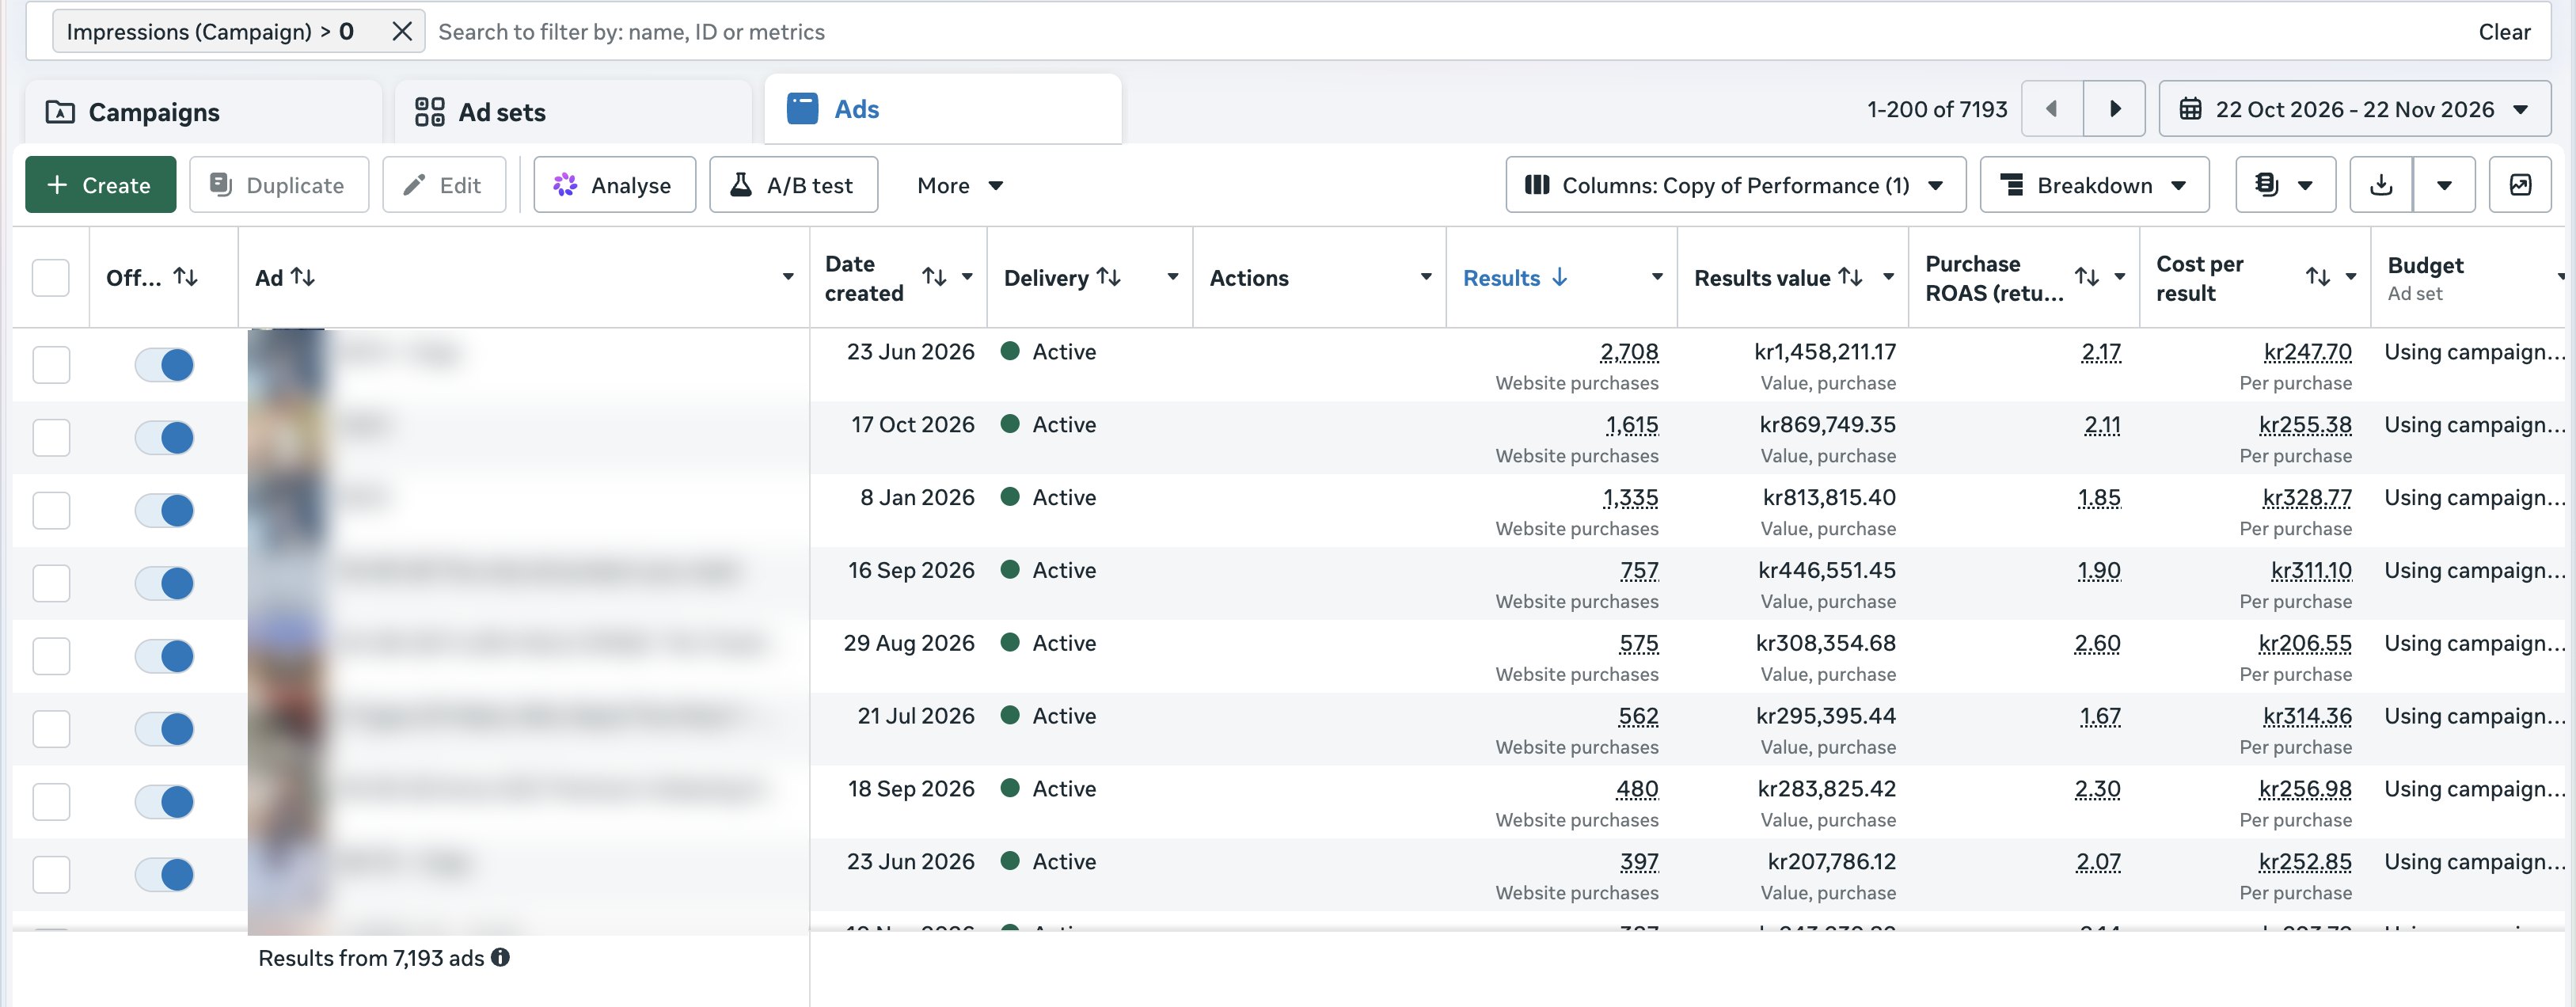 Impressions (Campaign) > 0 Search to filter by: name, ID or metrics Clear
Campaigns Ad sets Ads 1-200 of 7193 22 Oct 2026 - 22 Nov 2026
+ Create Duplicate Edit Analyse A/B test More Columns: Copy of Performance (1) Breakdown
Off... Ad Date created Delivery Actions Results Results value Purchase ROAS (retu... Cost per result Budget
Ad set
23 Jun 2026 Active 2,708 kr1,458,211.17 2.17 kr247.70 Using campaign...
Website purchases Value, purchase Per purchase
17 Oct 2026 Active 1,615 kr869,749.35 2.11 kr255.38 Using campaign...
Website purchases Value, purchase Per purchase
8 Jan 2026 Active 1,335 kr813,815.40 1.85 kr328.77 Using campaign...
Website purchases Value, purchase Per purchase
16 Sep 2026 Active 757 kr446,551.45 1.90 kr311.10 Using campaign...
Website purchases Value, purchase Per purchase
29 Aug 2026 Active 575 kr308,354.68 2.60 kr206.55 Using campaign...
Website purchases Value, purchase Per purchase
21 Jul 2026 Active 562 kr295,395.44 1.67 kr314.36 Using campaign...
Website purchases Value, purchase Per purchase
18 Sep 2026 Active 480 kr283,825.42 2.30 kr256.98 Using campaign...
Website purchases Value, purchase Per purchase
23 Jun 2026 Active 397 kr207,786.12 2.07 kr252.85 Using campaign...
Website purchases Value, purchase Per purchase
Results from 7,193 ads